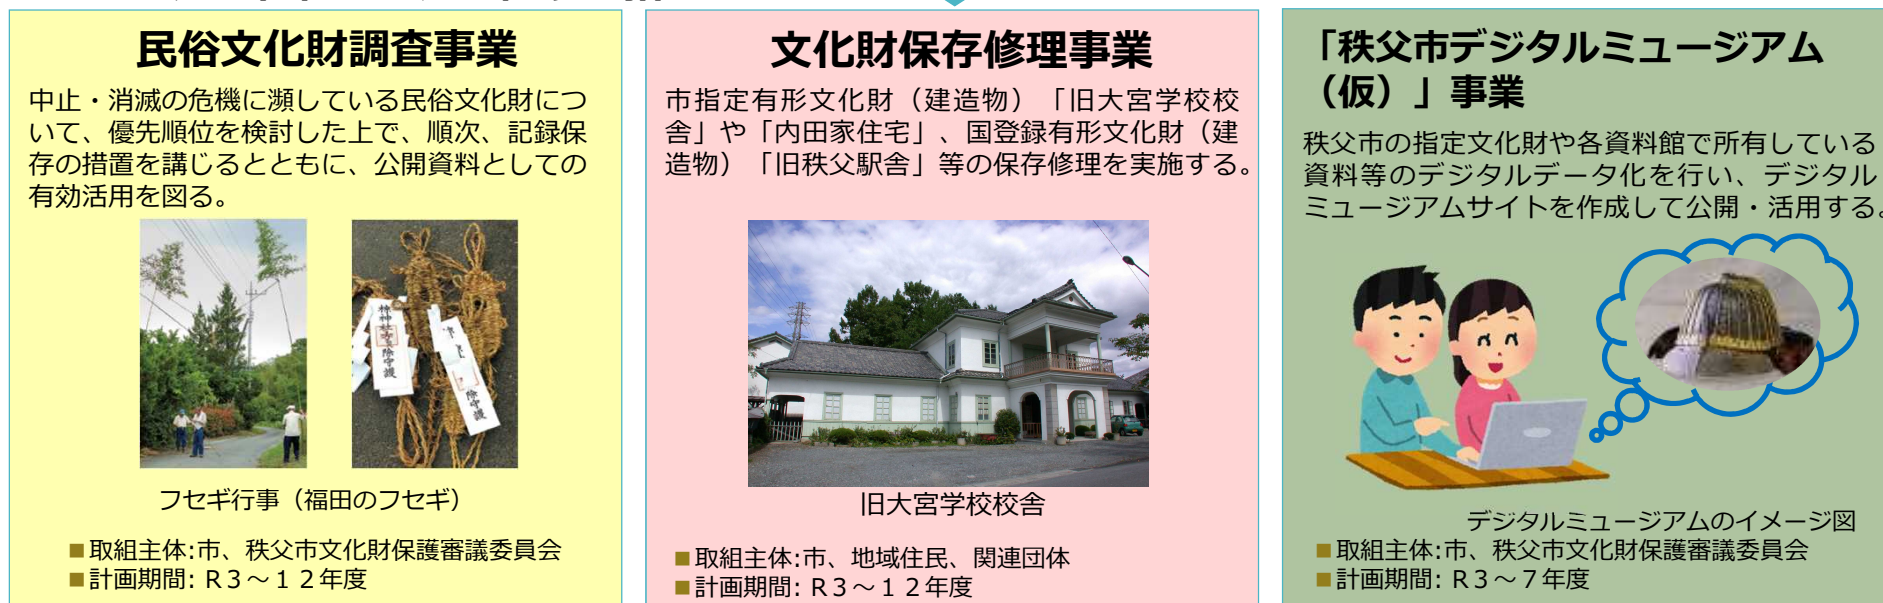 民俗文化財調査事業
中止・消滅の危機に瀕している民俗文化財につ
いて、優先順位を検討した上で、順次、記録保
存の措置を講じるとともに、公開資料としての
有効活用を図る。
フセギ行事（福田のフセギ）
■取組主体:市、秩父市文化財保護審議委員会
■計画期間: R３～１２年度
文化財保存修理事業
市指定有形文化財（建造物）「旧大宮学校校
舎」や「内田家住宅」、国登録有形文化財（建
造物）「旧秩父駅舎」等の保存修理を実施する。
旧大宮学校校舎
■取組主体:市、地域住民、関連団体
■計画期間: R３～１２年度
「秩父市デジタルミュージアム
（仮）」事業
秩父市の指定文化財や各資料館で所有している
資料等のデジタルデータ化を行い、デジタル
ミュージアムサイトを作成して公開・活用する。
デジタルミュージアムのイメージ図
■取組主体:市、秩父市文化財保護審議委員会
■計画期間: R３～７年度